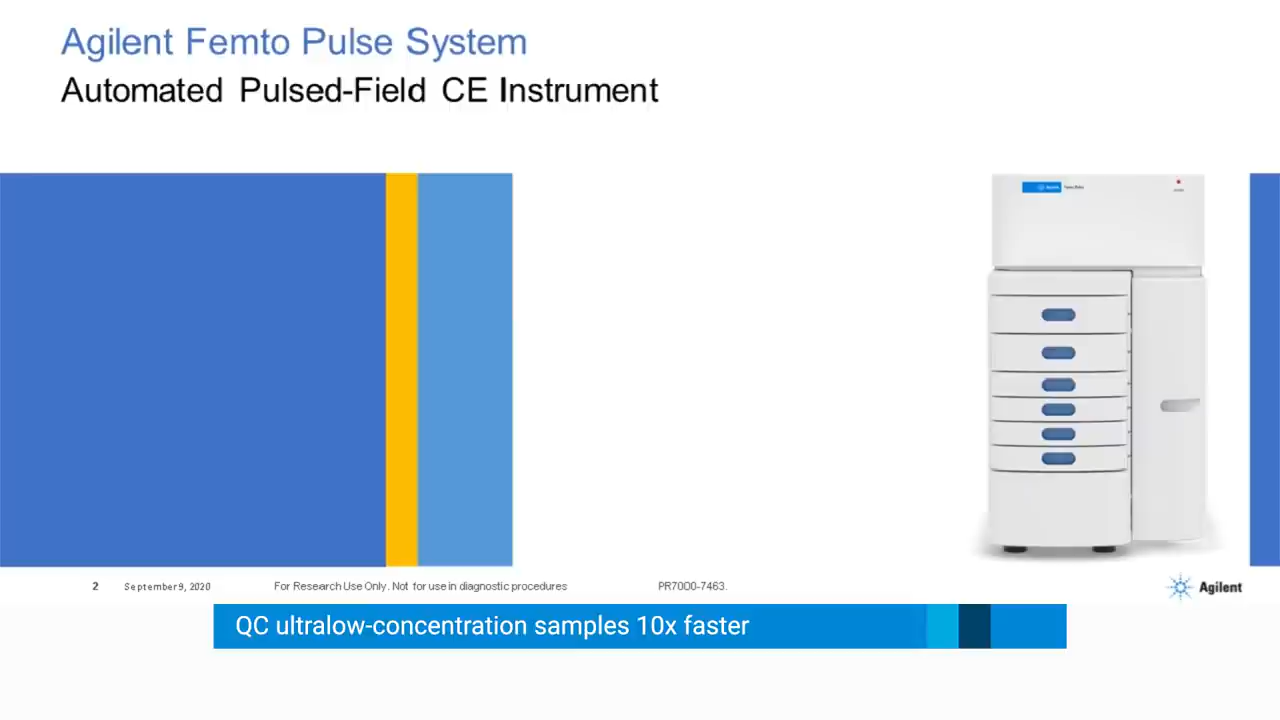 Agilent Femto Pulse System
Automated Pulsed-Field CE Instrument
2 September 9, 2020 For Research Use Only. Not for use in diagnostic procedures PR7000-7463.
Agilent
QC ultralow-concentration samples 10x faster